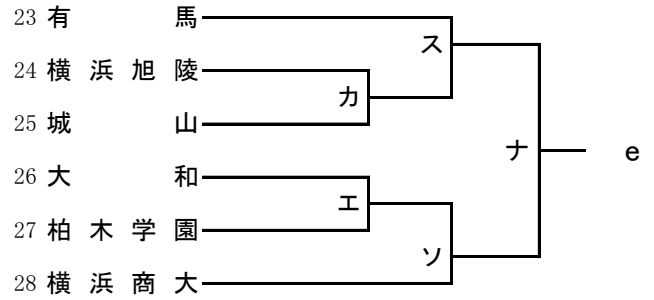 23 有馬
ス
24 横浜旭陵
カ
25 城山
ナ e
26 大和
エ
27 柏木学園
ソ
28 横浜商大